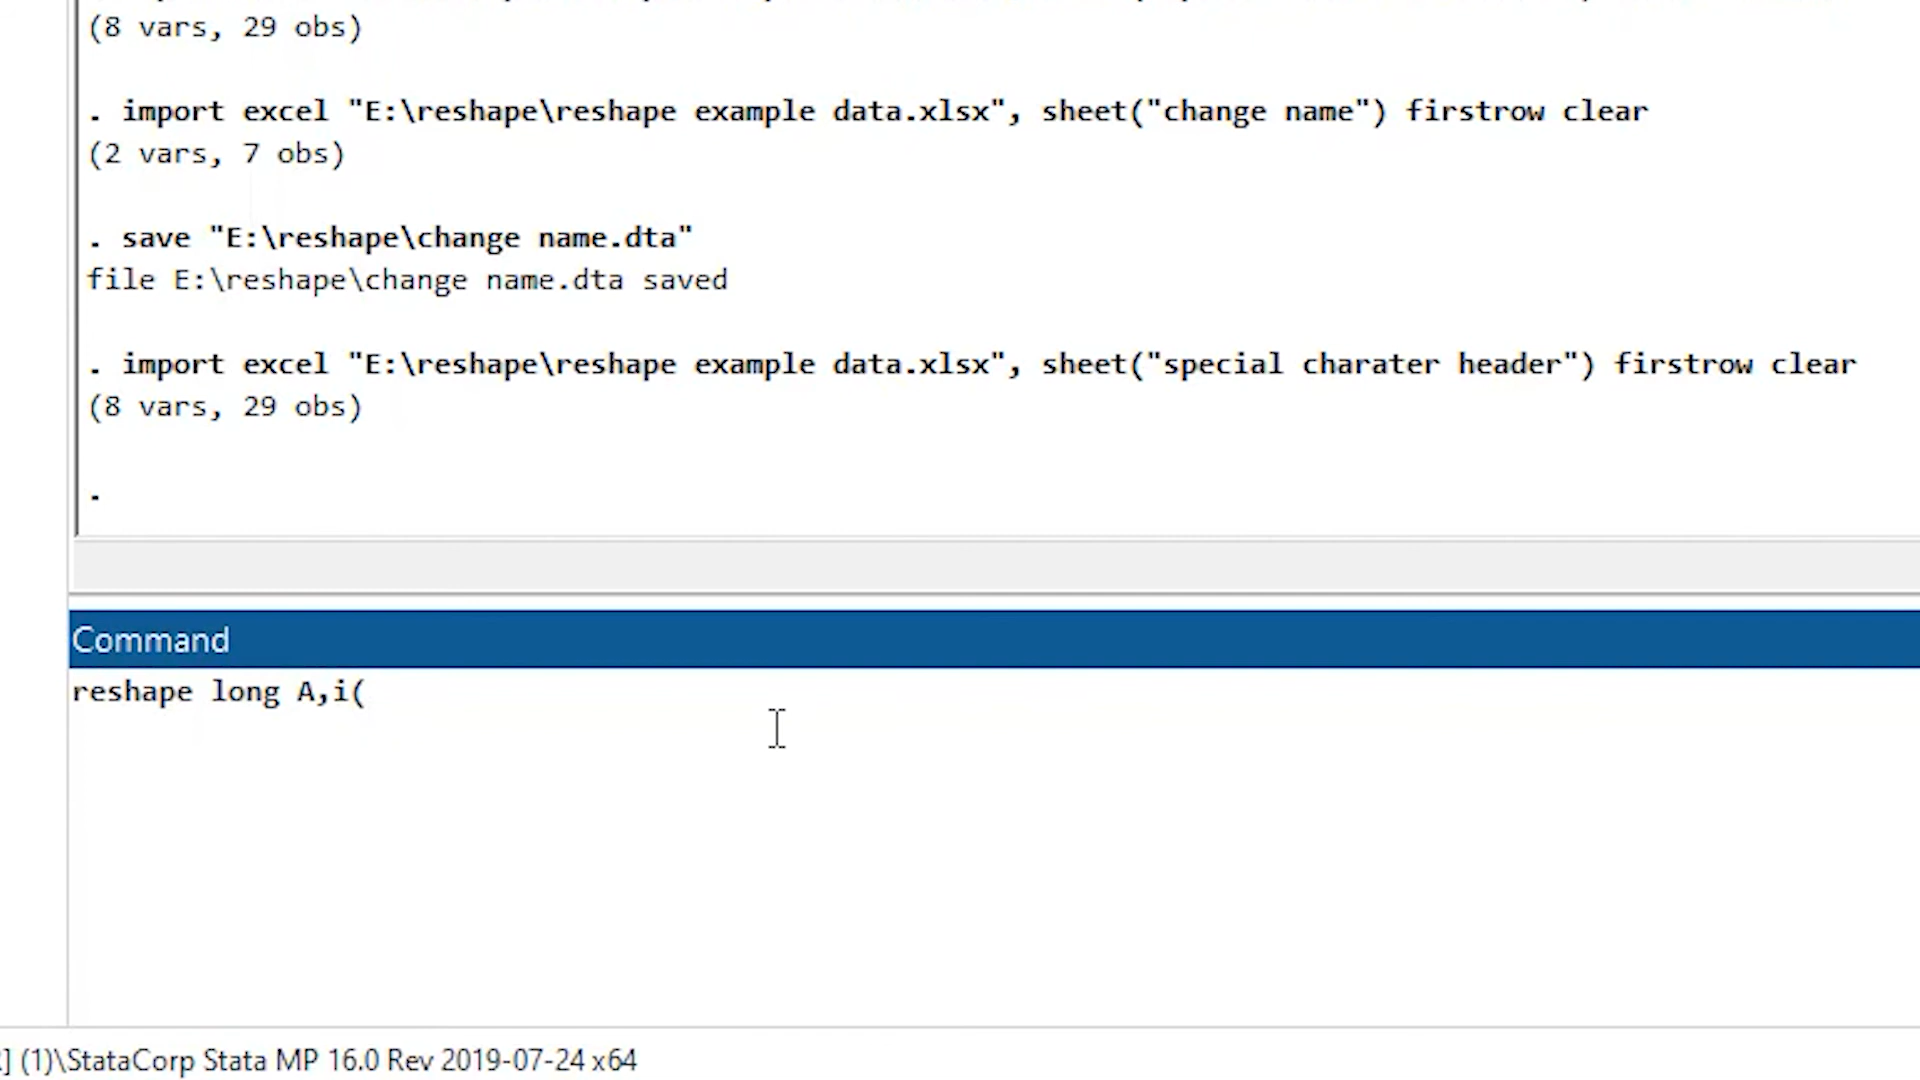 (8 vars, 29 obs)
. import excel "E:\reshape\reshape example data.xlsx", sheet("change name") firstrow clear
(2 vars, 7 obs)
. save "E:\reshape\change name.dta"
file E:\reshape\change name.dta saved
. import excel "E:\reshape\reshape example data.xlsx", sheet("special charater header") firstrow clear
(8 vars, 29 obs)
.
Command
reshape long A,i(
] (1)\StataCorp Stata MP 16.0 Rev 2019-07-24 x64